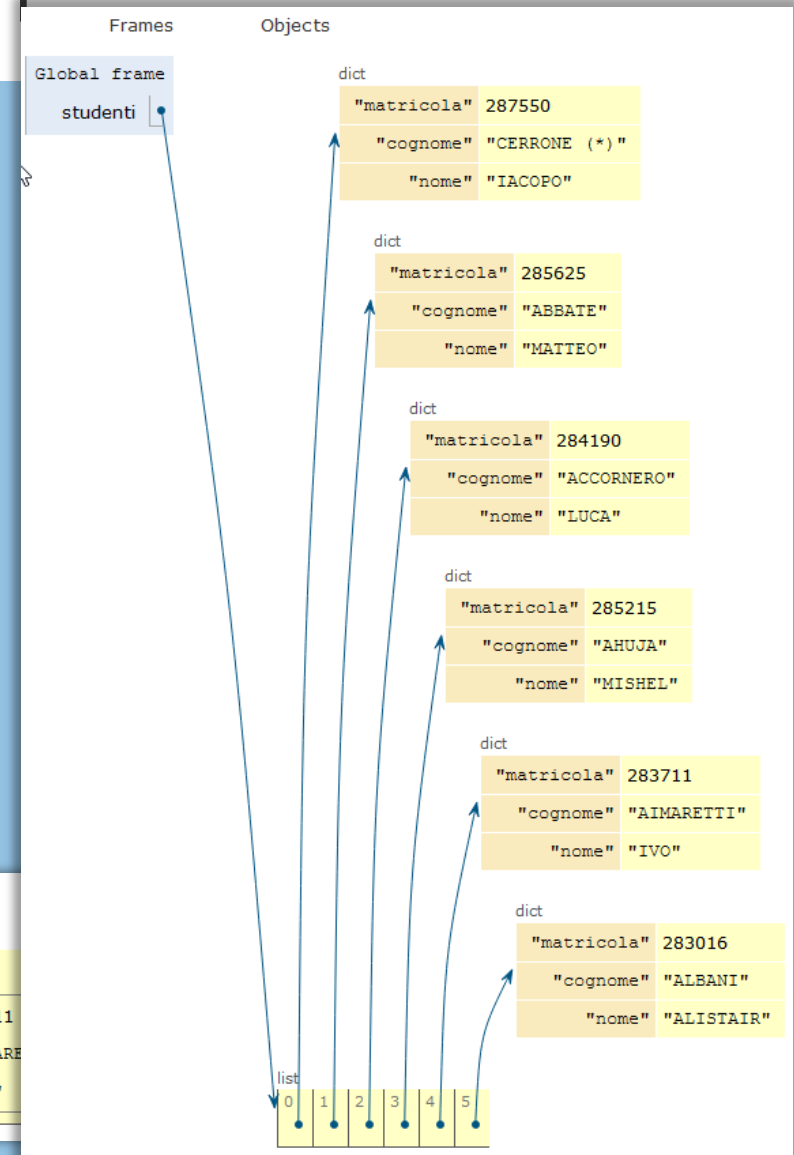 Frames Objects
Global frame
studenti
dict
"matricola" 287550
"cognome" "CERRONE (*)"
"nome" "IACOPO"
dict
"matricola" 285625
"cognome" "ABBATE"
"nome" "MATTEO"
dict
"matricola" 284190
"cognome" "ACCORNERO"
"nome" "LUCA"
dict
"matricola" 285215
"cognome" "AHUJA"
"nome" "MISHEL"
dict
"matricola" 283711
"cognome" "AIMARETTI"
"nome" "IVO"
dict
"matricola" 283016
"cognome" "ALBANI"
"nome" "ALISTAIR"
list
0 1 2 3 4 5